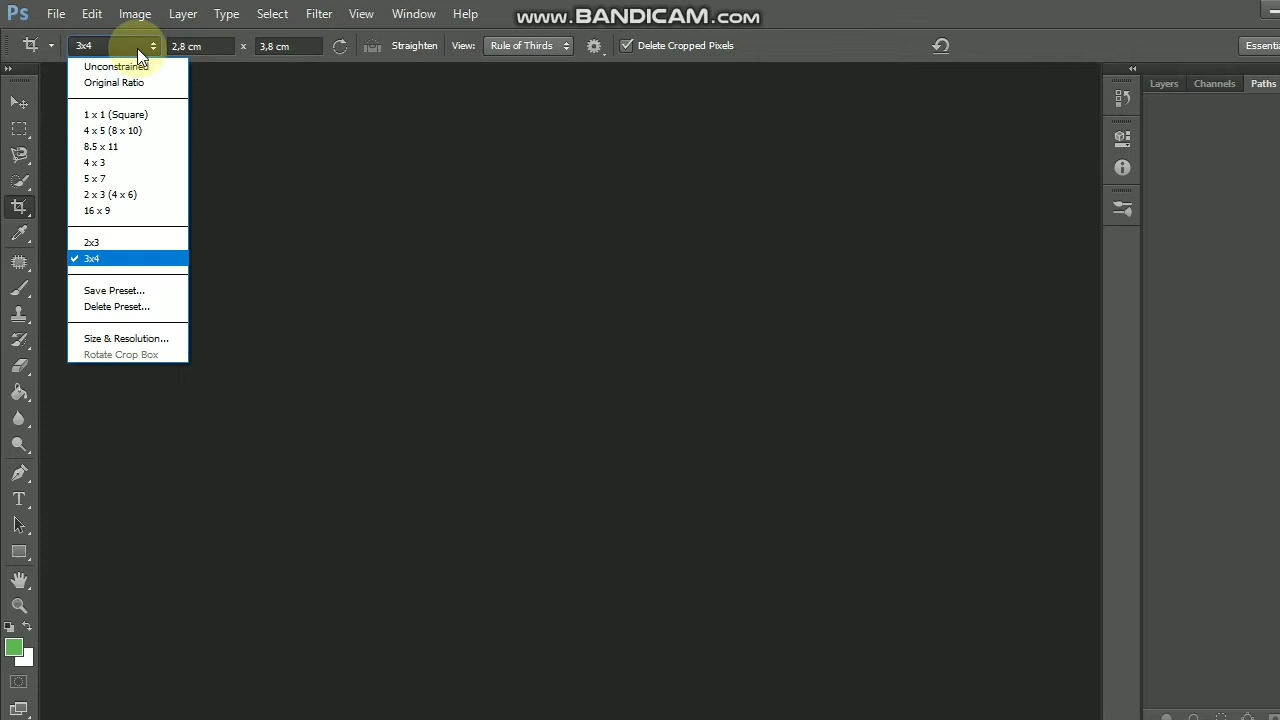 www.BANDICAM.com
Ps File Edit Image Layer Type Select Filter View Window Help
3x4 2,8 cm x 3,8 cm Straighten View: Rule of Thirds Delete Cropped Pixels Essenti
Unconstrained
Original Ratio
1 x 1 (Square)
4 x 5 (8 x 10)
8.5 x 11
4 x 3
5 x 7
2 x 3 (4 x 6)
16 x 9
2x3
3x4
Save Preset...
Delete Preset...
Size & Resolution...
Rotate Crop Box
Layers Channels Paths